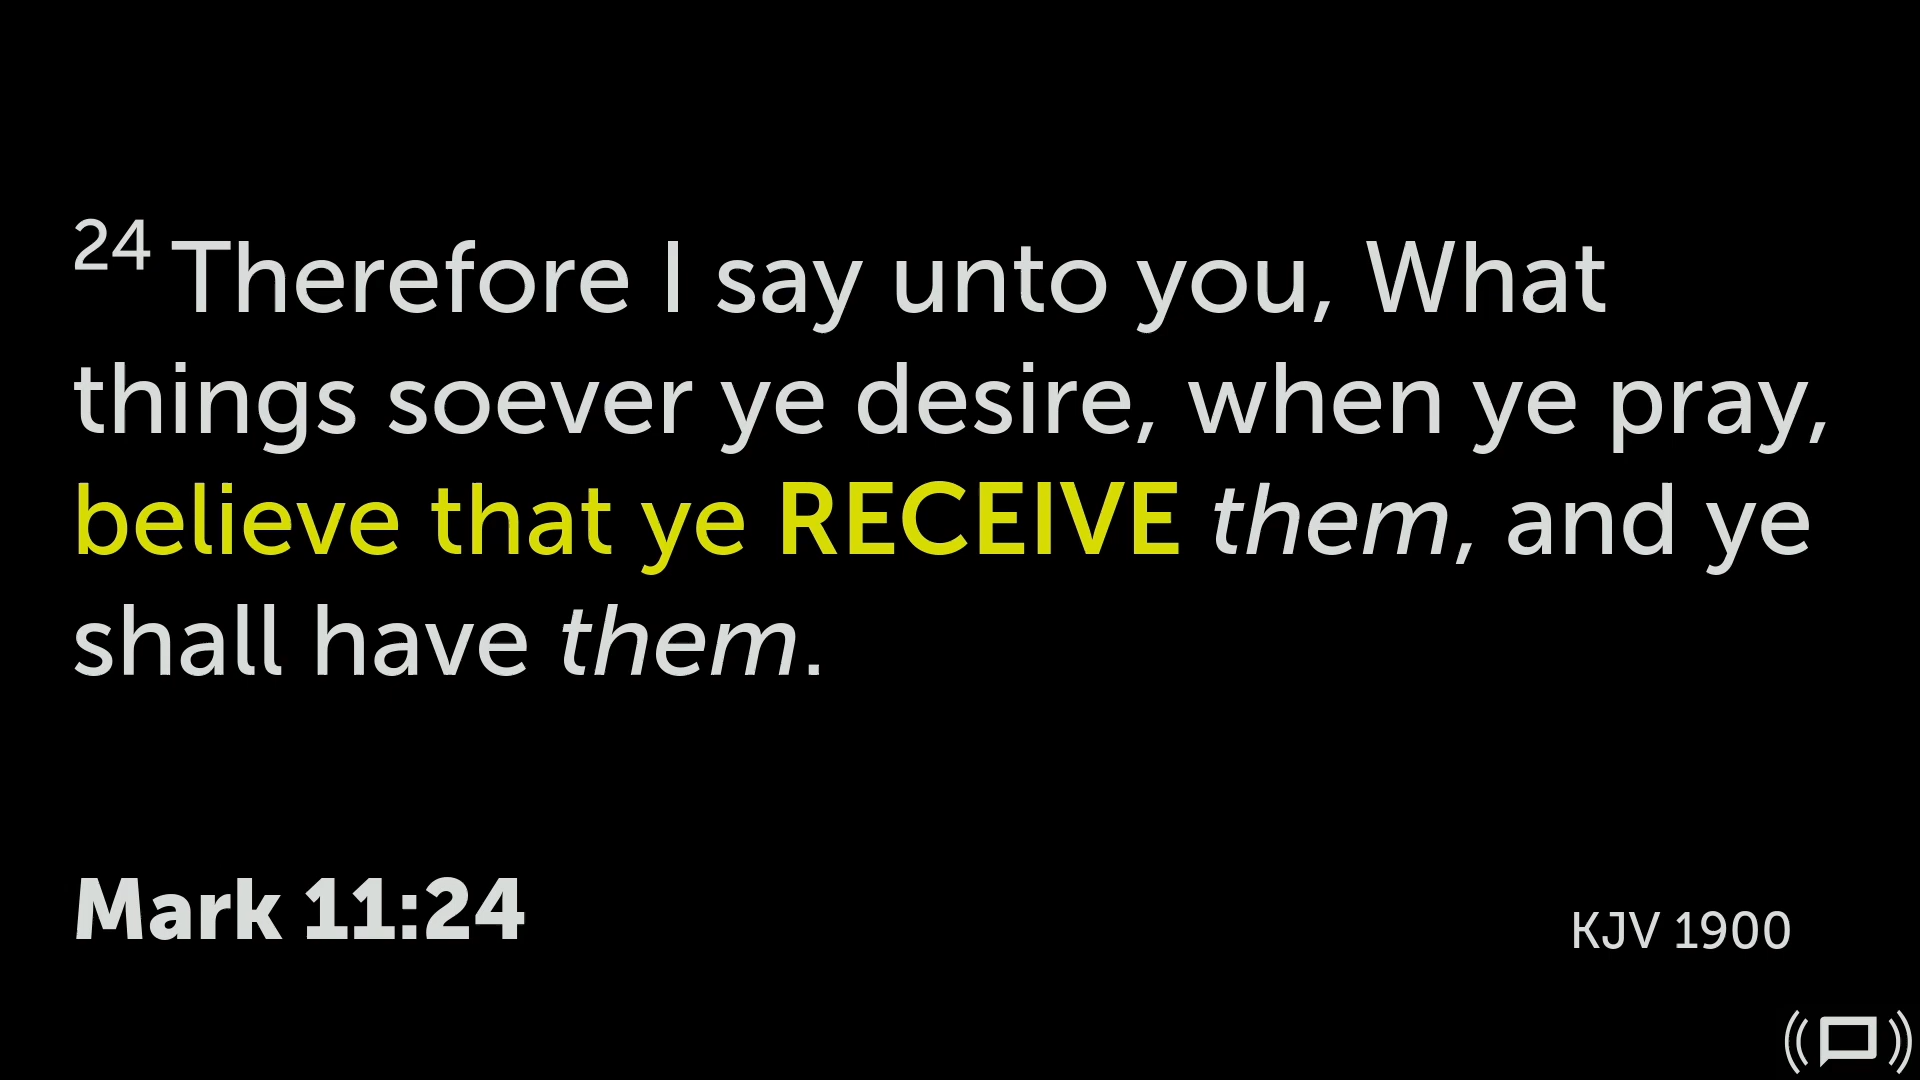 24 Therefore I say unto you, What
things soever ye desire, when ye pray,
believe that ye RECEIVE them, and ye
shall have them.
Mark 11:24
KJV 1900